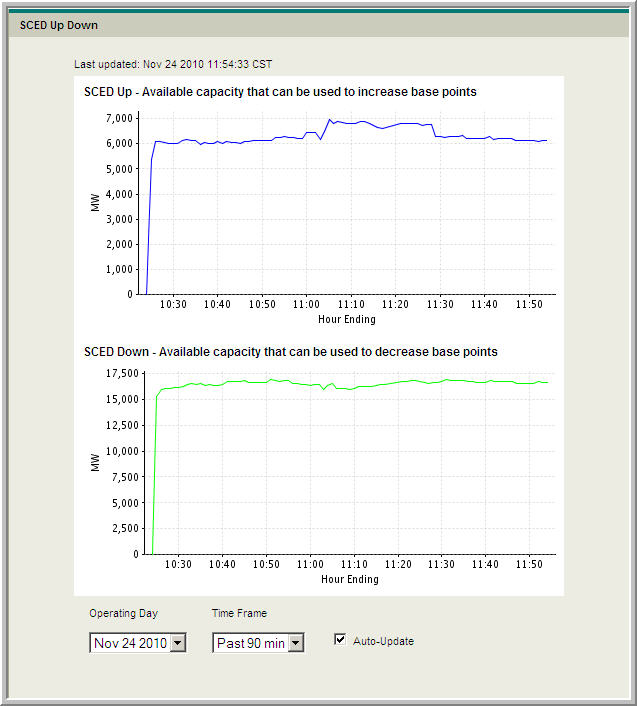 SCED Up Down
Last updated: Nov 24 2010 11:54:33 CST
SCED Up - Available capacity that can be used to increase base points
7,000
6,000
5,000
4,000
3,000
2,000
1,000
0
MW
10:30 10:40 10:50 11:00 11:10 11:20 11:30 11:40 11:50
Hour Ending
SCED Down - Available capacity that can be used to decrease base points
17,500
15,000
12,500
10,000
7,500
5,000
2,500
0
MW
10:30 10:40 10:50 11:00 11:10 11:20 11:30 11:40 11:50
Hour Ending
Operating Day Time Frame
Nov 24 2010 Past 90 min Auto-Update